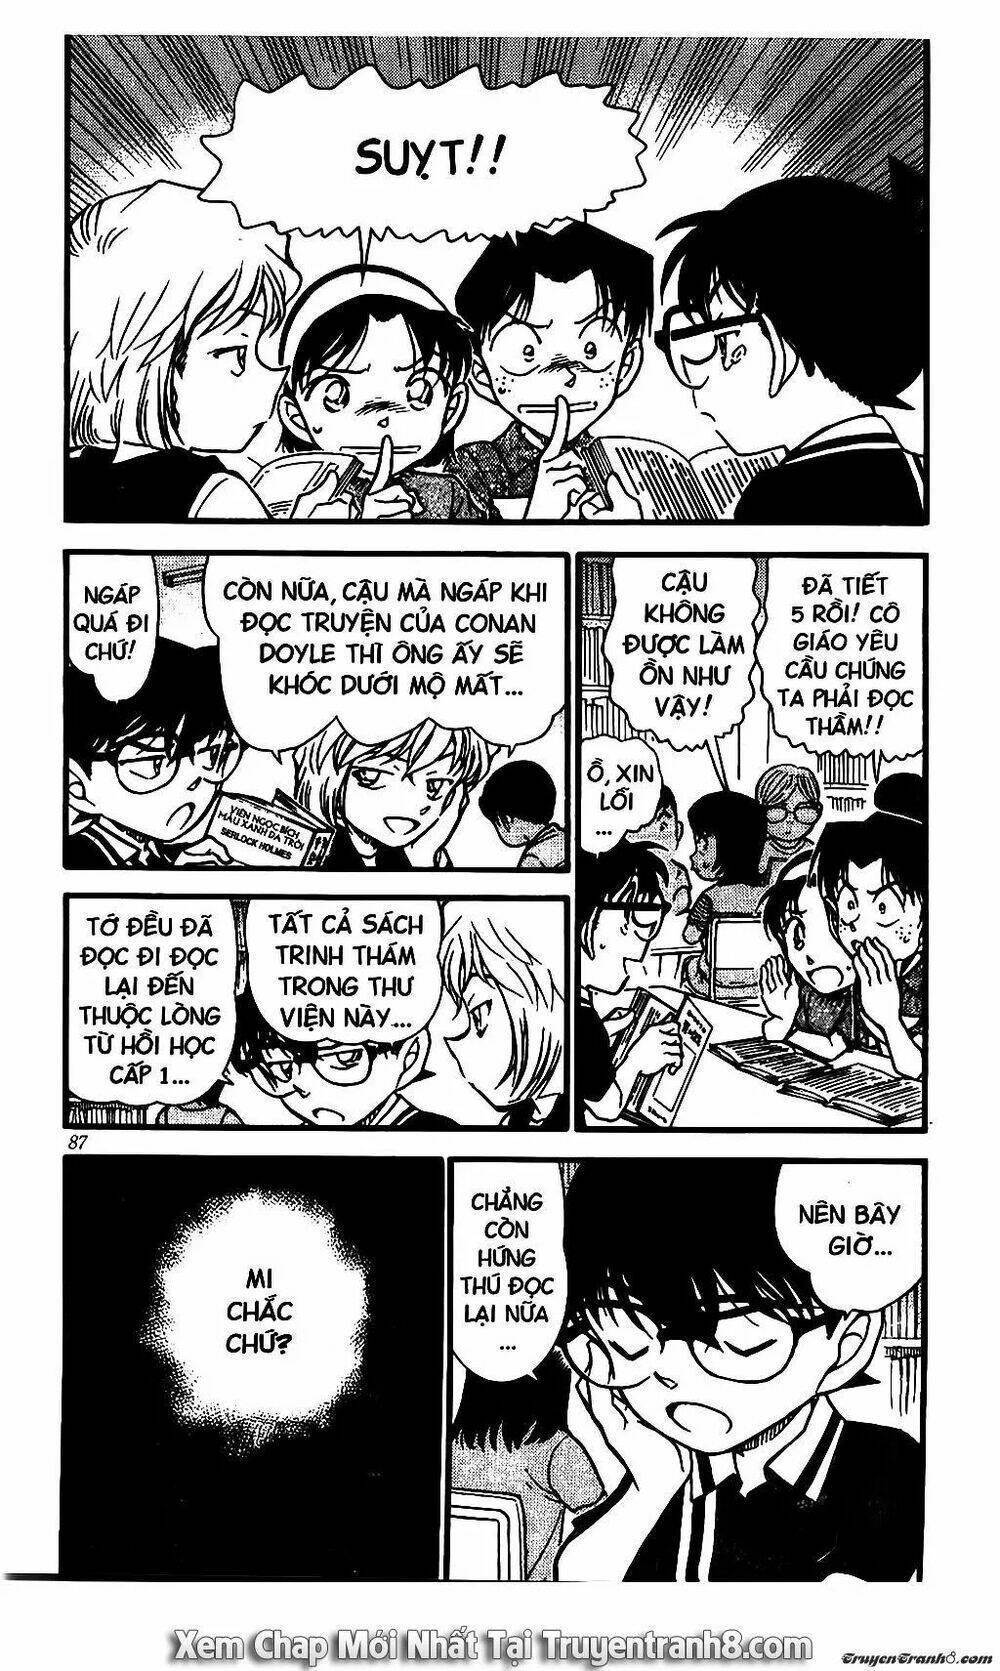 SUỴT!!
ĐÃ TIẾT
5 RỒI! CÔ
GIÁO YÊU
CẦU CHÚNG
TA PHẢI ĐỌC
THẦM!!
CẬU
KHÔNG
ĐƯỢC LÀM
ỒN NHƯ
VẬY!
Ồ, XIN
LỖI
...
CÒN NỮA, CẬU MÀ NGÁP KHI
ĐỌC TRUYỆN CỦA CONAN
DOYLE THÌ ÔNG ẤY SẼ
KHÓC DƯỚI MỘ MẤT...
NGÁP
QUÁ ĐI
CHỨ!
VIÊN NGỌC BÍCH
MÀU XANH DA TRỜI
SERLOCK HOLMES
TẤT CẢ SÁCH
TRINH THÁM
TRONG THƯ
VIỆN NÀY...
TỚ ĐỀU ĐÃ
ĐỌC ĐI ĐỌC
LẠI ĐẾN
THUỘC LÒNG
TỪ HỒI HỌC
CẤP 1...
87
NÊN BÂY
GIỜ...
CHẲNG
CÒN
HỨNG
THÚ ĐỌC
LẠI NỮA
...
MI
CHẮC
CHỨ?
Xem Chap Mới Nhất Tại Truyentranh8.com
TruyenTranh8.com